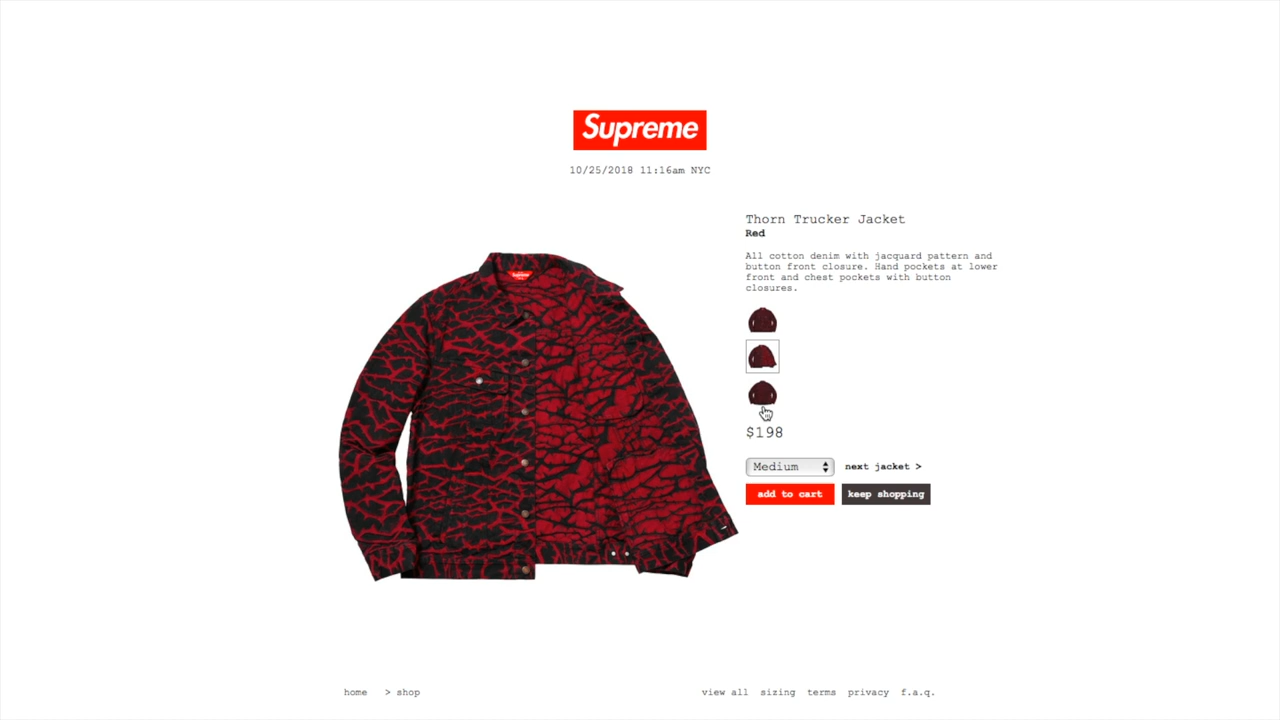 Supreme
10/25/2018 11:16am NYC
Thorn Trucker Jacket
Red
All cotton denim with jacquard pattern and
button front closure. Hand pockets at lower
front and chest pockets with button
closures.
Supreme
$198
Medium
next jacket >
add to cart
keep shopping
home > shop
view all sizing terms privacy f.a.q.